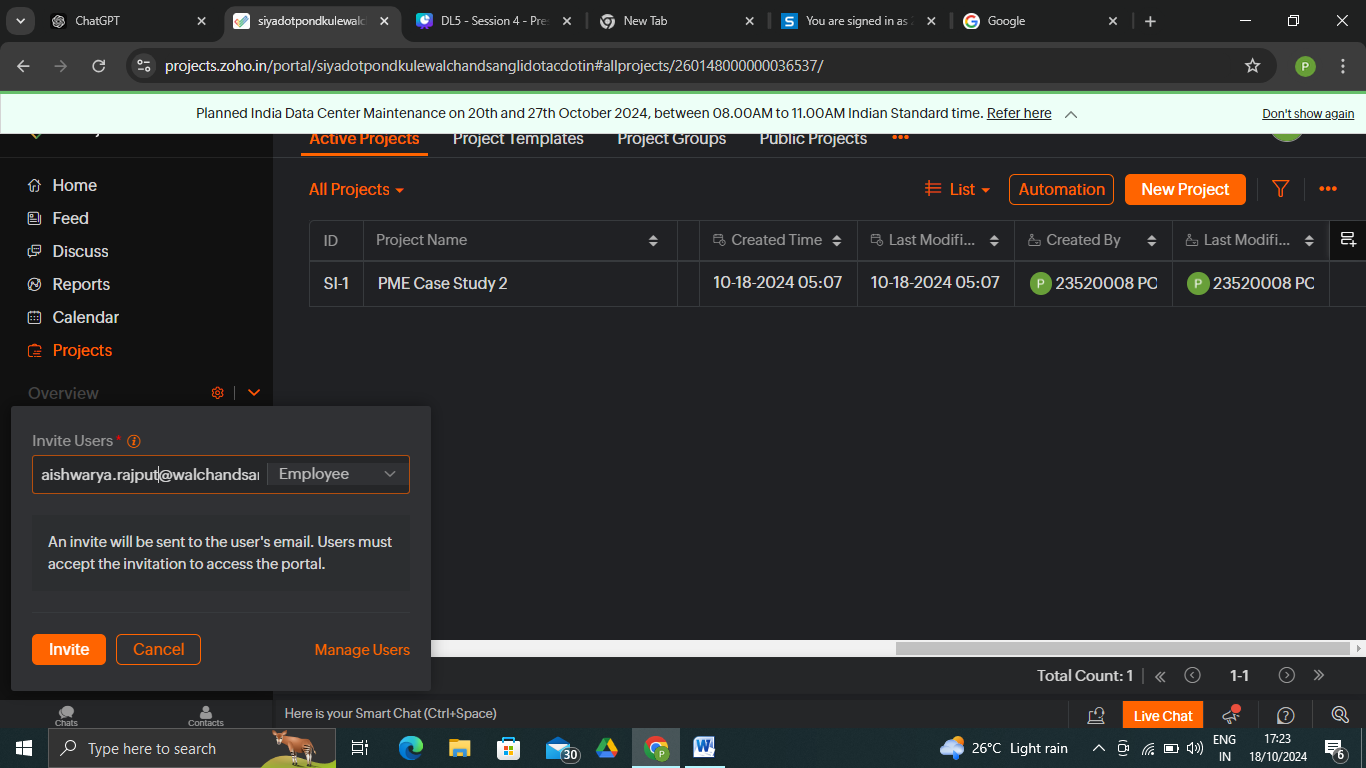 ChatGPT
siyadotpondkulewalc
DL5 - Session 4 - Pre
New Tab
You are signed in as
Google
projects.zoho.in/portal/siyadotpondkulewalchandsanglidotacdotin#allprojects/260148000000036537/
P
Planned India Data Center Maintenance on 20th and 27th October 2024, between 08.00AM to 11.00AM Indian Standard time. Refer here
Don't show again
Active Projects Project Templates Project Groups Public Projects
Home
Feed
Discuss
Reports
Calendar
Projects
Overview
All Projects
List
Automation
New Project
ID Project Name Created Time Last Modifi... Created By Last Modifi...
SI-1 PME Case Study 2 10-18-2024 05:07 10-18-2024 05:07 P 23520008 PO P 23520008 PO
Invite Users *
aishwarya.rajput@walchandsa Employee
An invite will be sent to the user's email. Users must
accept the invitation to access the portal.
Invite Cancel Manage Users
Total Count: 1 1-1
Chats Contacts
Here is your Smart Chat (Ctrl+Space)
Live Chat
Type here to search
30
P
26°C Light rain
ENG
IN
17:23
18/10/2024
6